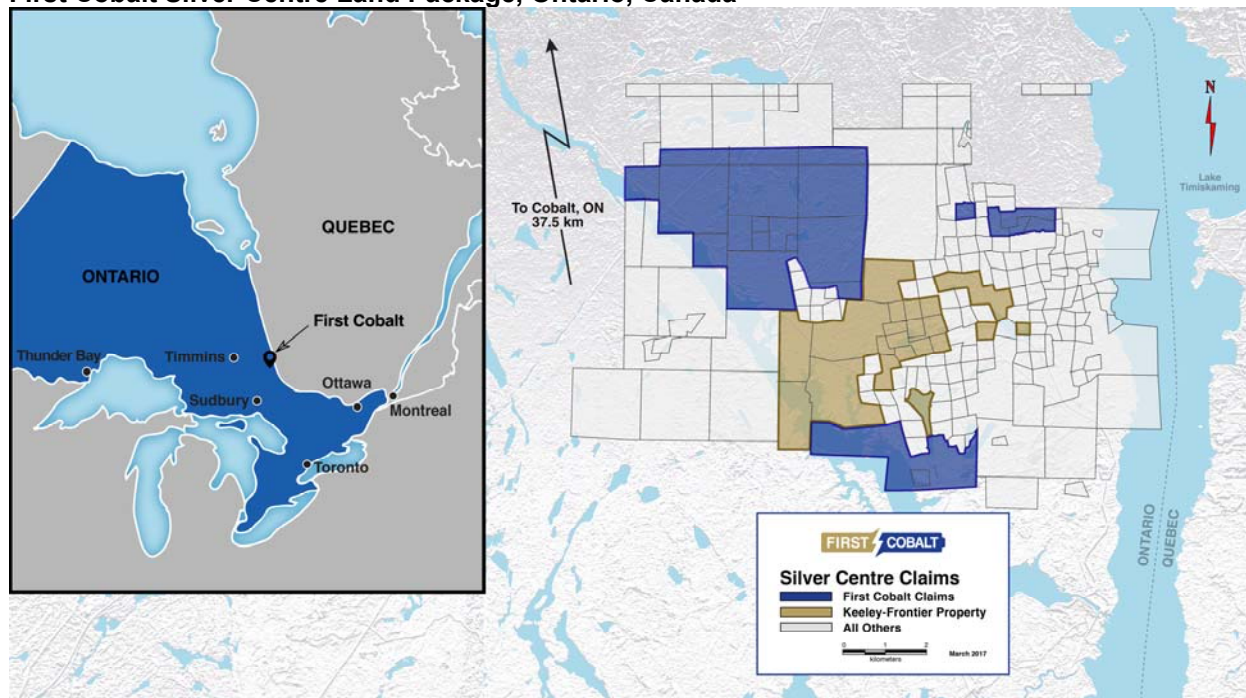 First Cobalt Silver Centre Land Package, Ontario, Canada
QUEBEC
ONTARIO
First Cobalt
Thunder Bay
Timmins
Ottawa
Sudbury
Montreal
Toronto
To Cobalt, ON
37.5 km
N
Lake
Timiskaming
ONTARIO
QUEBEC
FIRST COBALT
Silver Centre Claims
First Cobalt Claims
Keeley-Frontier Property
All Others
0 1 2
kilometers
March 2017